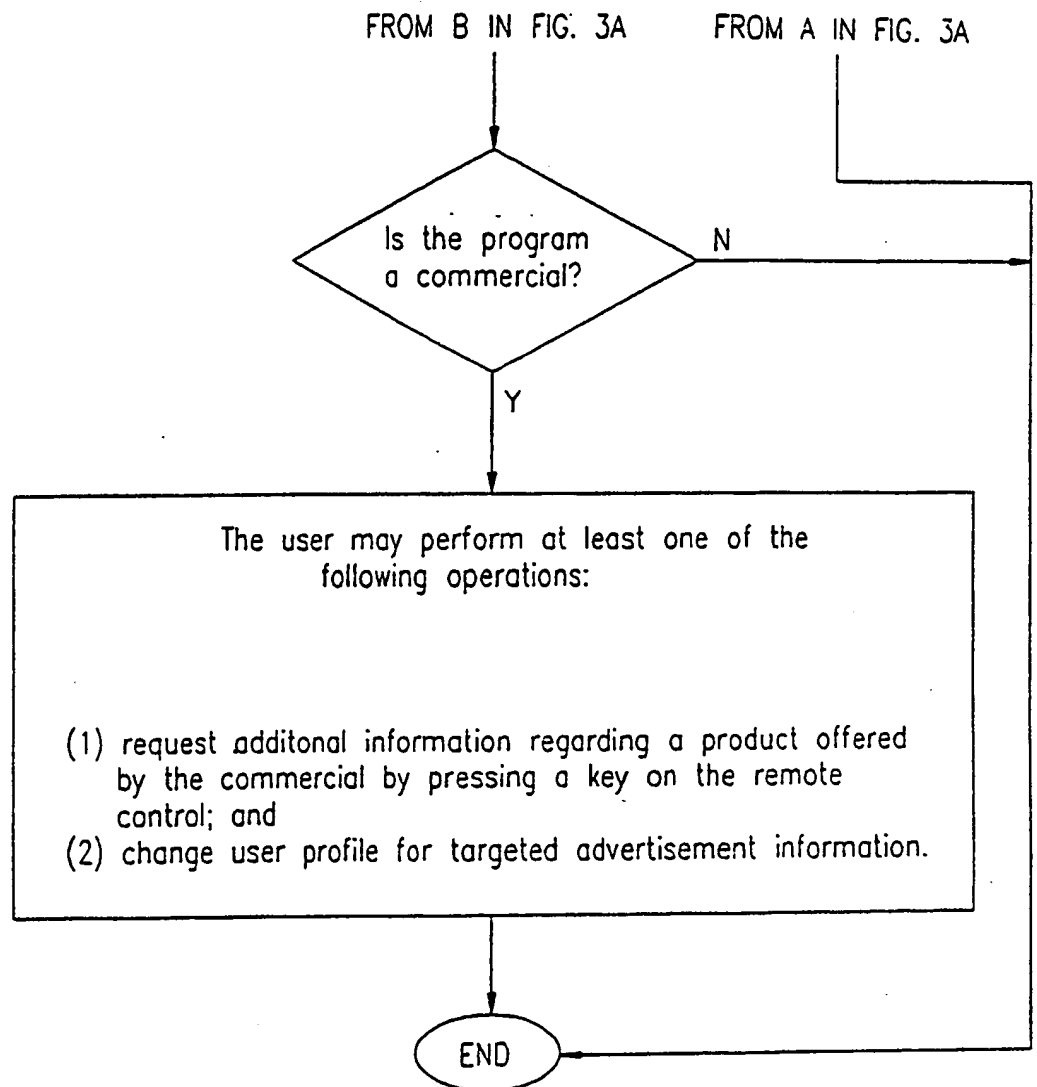 FROM B IN FIG. 3A
FROM A IN FIG. 3A
Is the program
a commercial?
N
Y
The user may perform at least one of the
following operations:
(1) request additonal information regarding a product offered
by the commercial by pressing a key on the remote
control; and
(2) change user profile for targeted advertisement information.
END